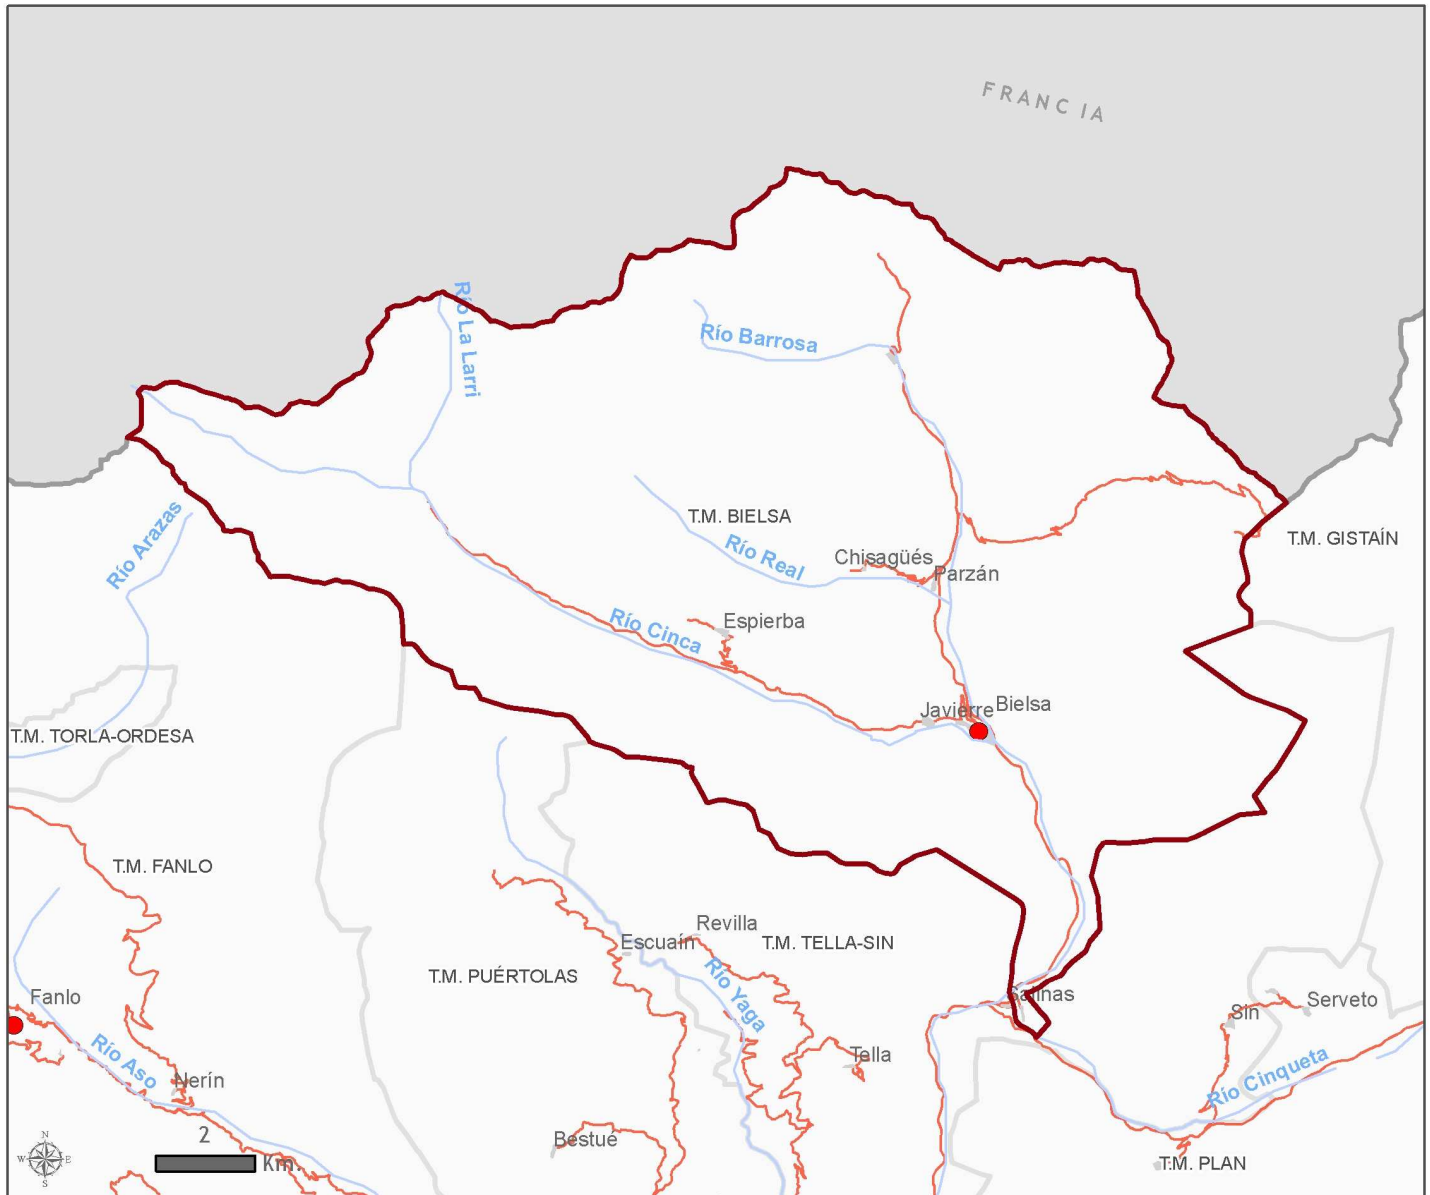 FRANCIA
Río La Larri
Río Barrosa
Río Arazas
T.M. BIELSA
T.M. GISTAÍN
Río Real
Chisagüés
Parzán
Río Cinca
Espierba
Javierre
Bielsa
T.M. TORLA-ORDESA
T.M. FANLO
Revilla
Escuaín
T.M. TELLA-SIN
T.M. PUÉRTOLAS
Río Yaga
Fanlo
Salinas
Sin
Serveto
Río Aso
Tella
Río Cinqueta
Nerín
Bestué
T.M. PLAN
2
Km.
N
W
E
S